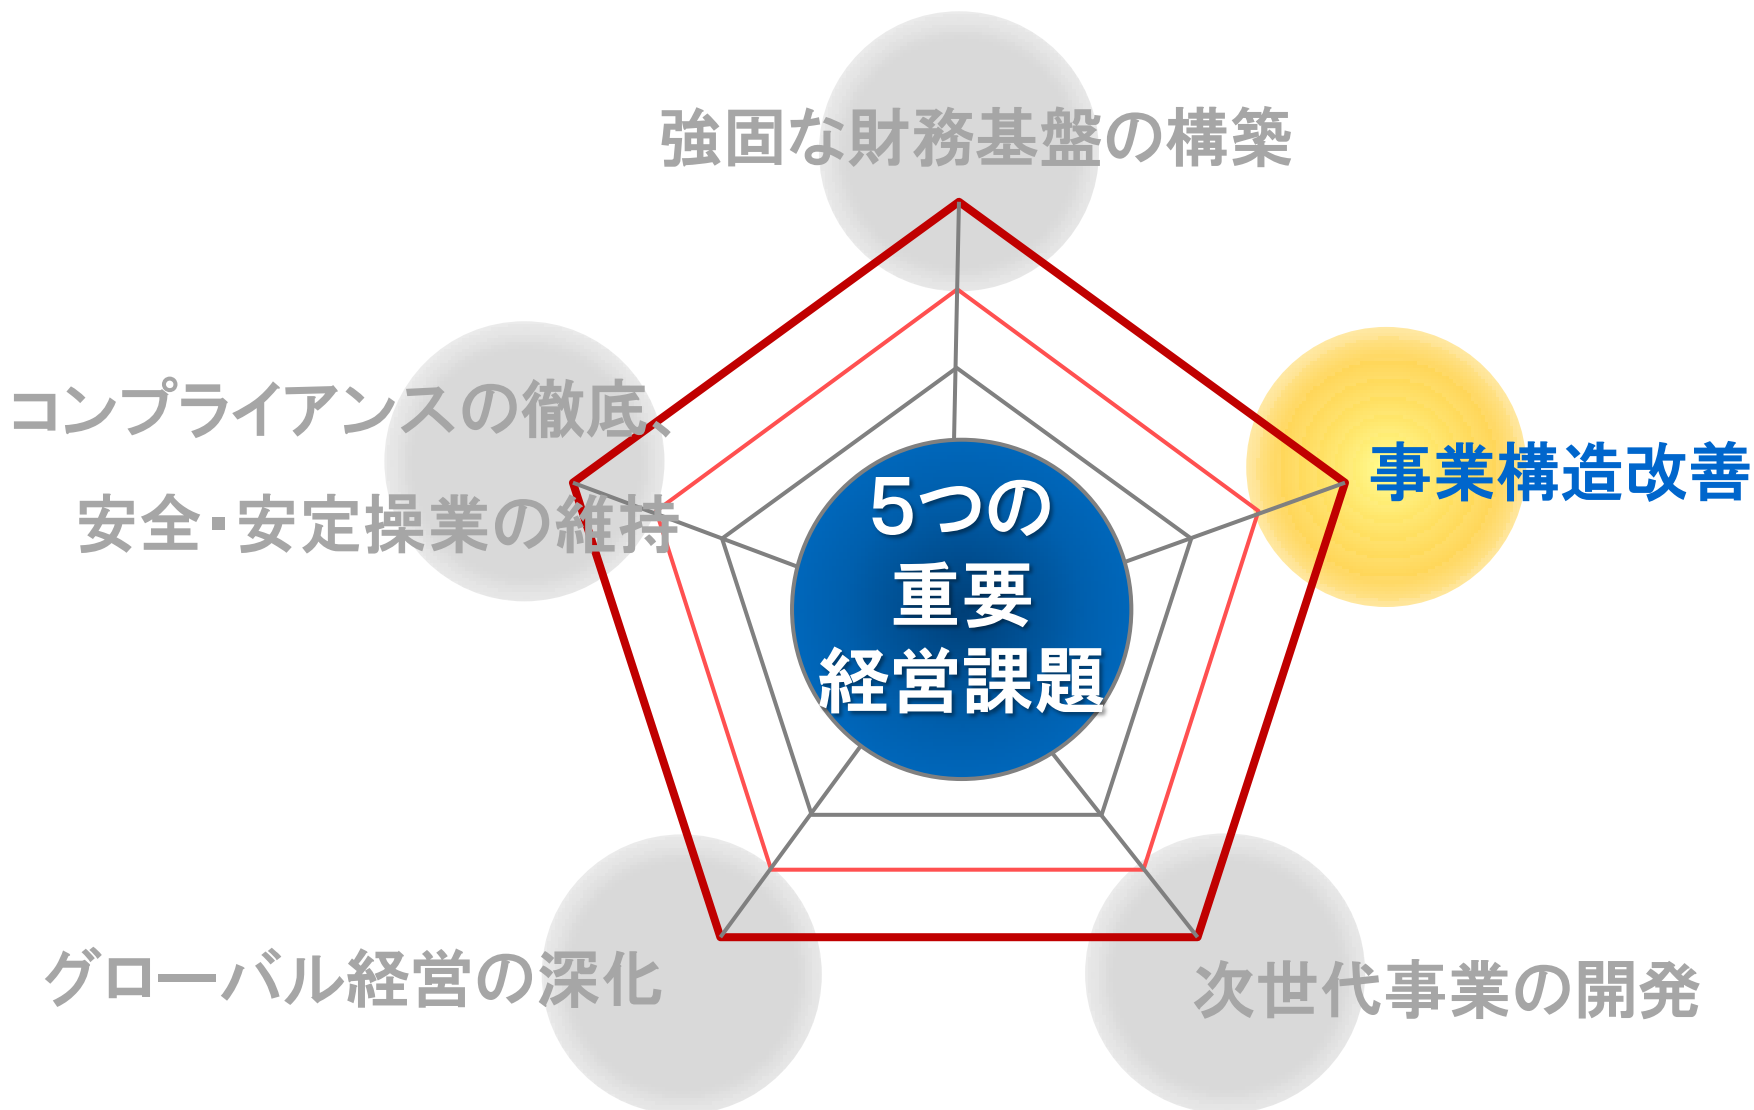 強固な財務基盤の構築
コンプライアンスの徹底、
安全・安定操業の維持
事業構造改善
5つの
重要
経営課題
グローバル経営の深化
次世代事業の開発